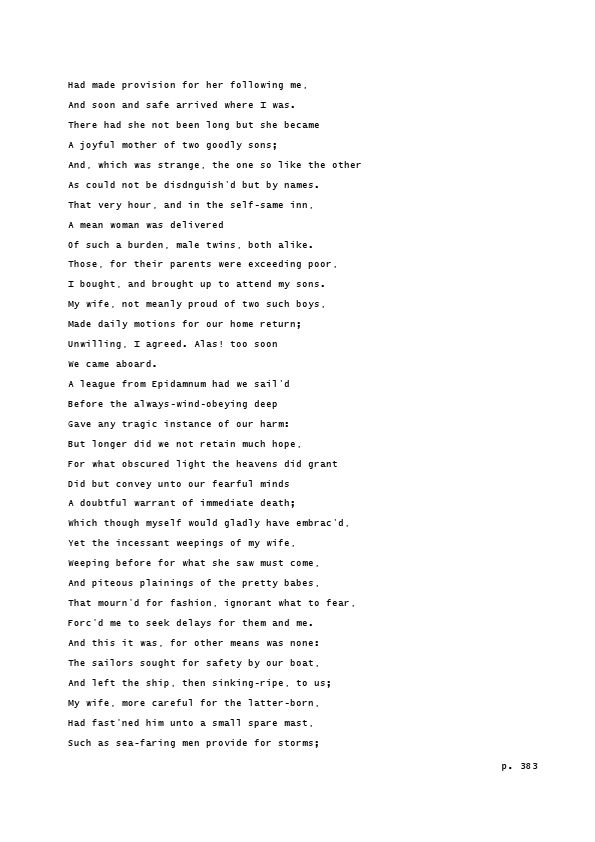 Had made provision for her following me,
And soon and safe arrived where I was.
There had she not been long but she became
A joyful mother of two goodly sons;
And, which was strange, the one so like the other
As could not be disdnguish'd but by names.
That very hour, and in the self-same inn,
A mean woman was delivered
Of such a burden, male twins, both alike.
Those, for their parents were exceeding poor,
I bought, and brought up to attend my sons.
My wife, not meanly proud of two such boys,
Made daily motions for our home return;
Unwilling, I agreed. Alas! too soon
We came aboard.
A league from Epidamnum had we sail'd
Before the always-wind-obeying deep
Gave any tragic instance of our harm:
But longer did we not retain much hope,
For what obscured light the heavens did grant
Did but convey unto our fearful minds
A doubtful warrant of immediate death;
Which though myself would gladly have embrac'd,
Yet the incessant weepings of my wife,
Weeping before for what she saw must come,
And piteous plainings of the pretty babes,
That mourn'd for fashion, ignorant what to fear,
Forc'd me to seek delays for them and me.
And this it was, for other means was none:
The sailors sought for safety by our boat,
And left the ship, then sinking-ripe, to us;
My wife, more careful for the latter-born,
Had fast'ned him unto a small spare mast,
Such as sea-faring men provide for storms;
p. 383